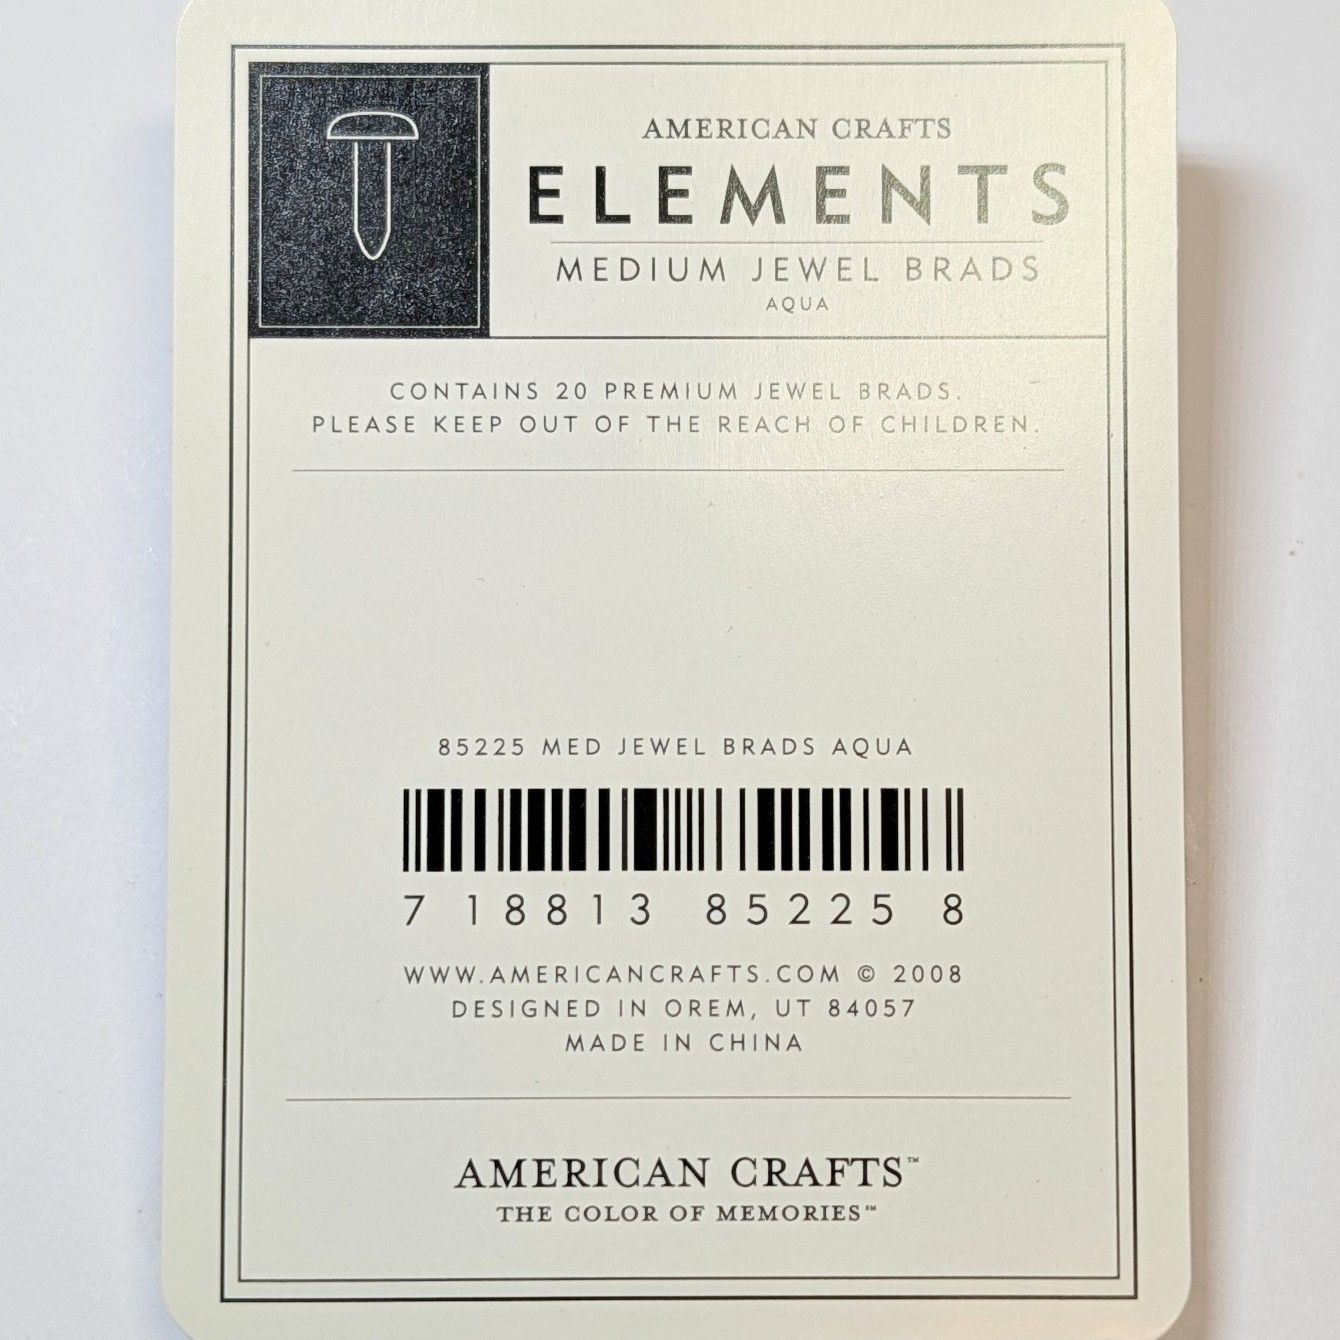 AMERICAN CRAFTS
ELEMENTS
MEDIUM JEWEL BRADS
AQUA
CONTAINS 20 PREMIUM JEWEL BRADS.
PLEASE KEEP OUT OF THE REACH OF CHILDREN.
85225 MED JEWEL BRADS AQUA
7 18813 85225 8
WWW.AMERICANCRAFTS.COM © 2008
DESIGNED IN OREM, UT 84057
MADE IN CHINA
AMERICAN CRAFTS™
THE COLOR OF MEMORIES™